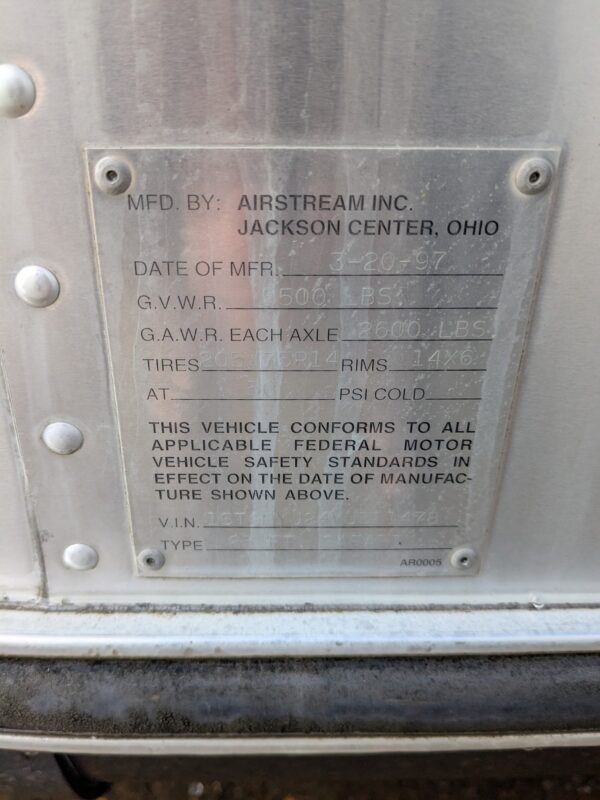 MFD. BY: AIRSTREAM INC.
JACKSON CENTER, OHIO
DATE OF MFR. 3-20-97
G.V.W.R. 500 LBS.
G.A.W.R. EACH AXLE 2600 LBS
TIRES RIMS 14X6
AT PSI COLD
THIS VEHICLE CONFORMS TO ALL
APPLICABLE FEDERAL MOTOR
VEHICLE SAFETY STANDARDS IN
EFFECT ON THE DATE OF MANUFAC-
TURE SHOWN ABOVE.
V.I.N.
TYPE
AR0005